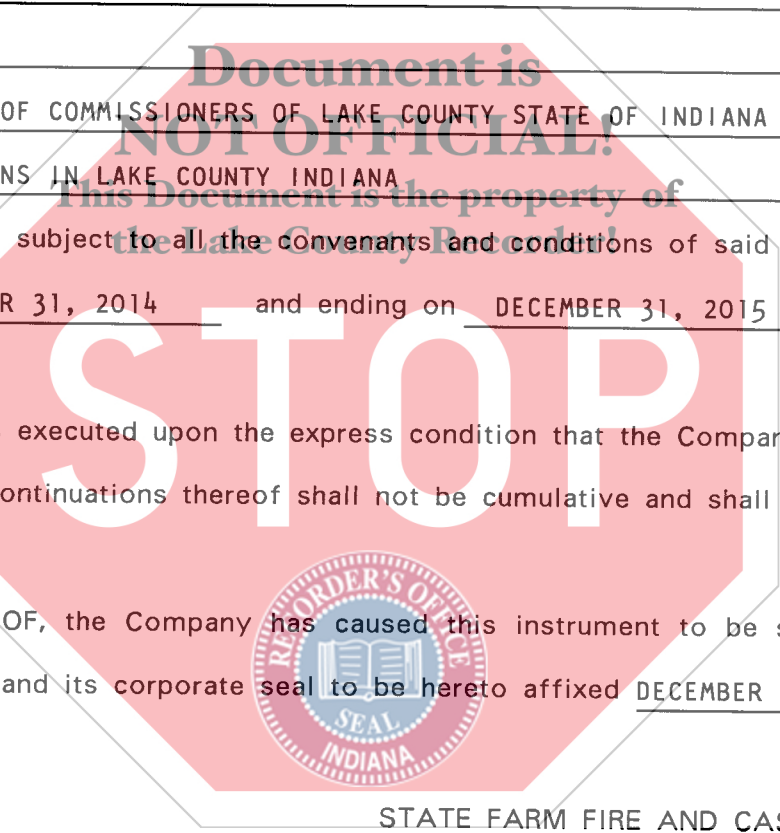 Document is
OF COMMISSIONERS OF LAKE COUNTY STATE OF INDIANA
NOT OFFICIAL!
NS IN LAKE COUNTY INDIANA
This Document is the property of
subject to all the convenants and conditions of said
the Lake County Recorder!
R 31, 2014 and ending on DECEMBER 31, 2015
STOP
executed upon the express condition that the Compan
ontinuations thereof shall not be cumulative and shall
RECORDER'S OFFICE
OF, the Company has caused this instrument to be s
and its corporate seal to be hereto affixed DECEMBER
SEAL
INDIANA
STATE FARM FIRE AND CAS